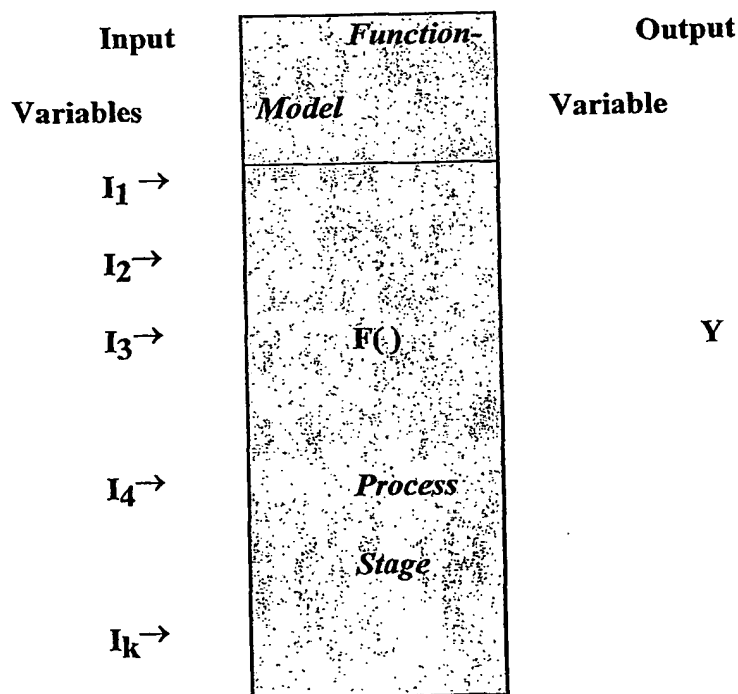 Input Function- Output
Variables Model Variable
I1 →
I2 →
I3 → F() Y
I4 → Process
Stage
Ik →